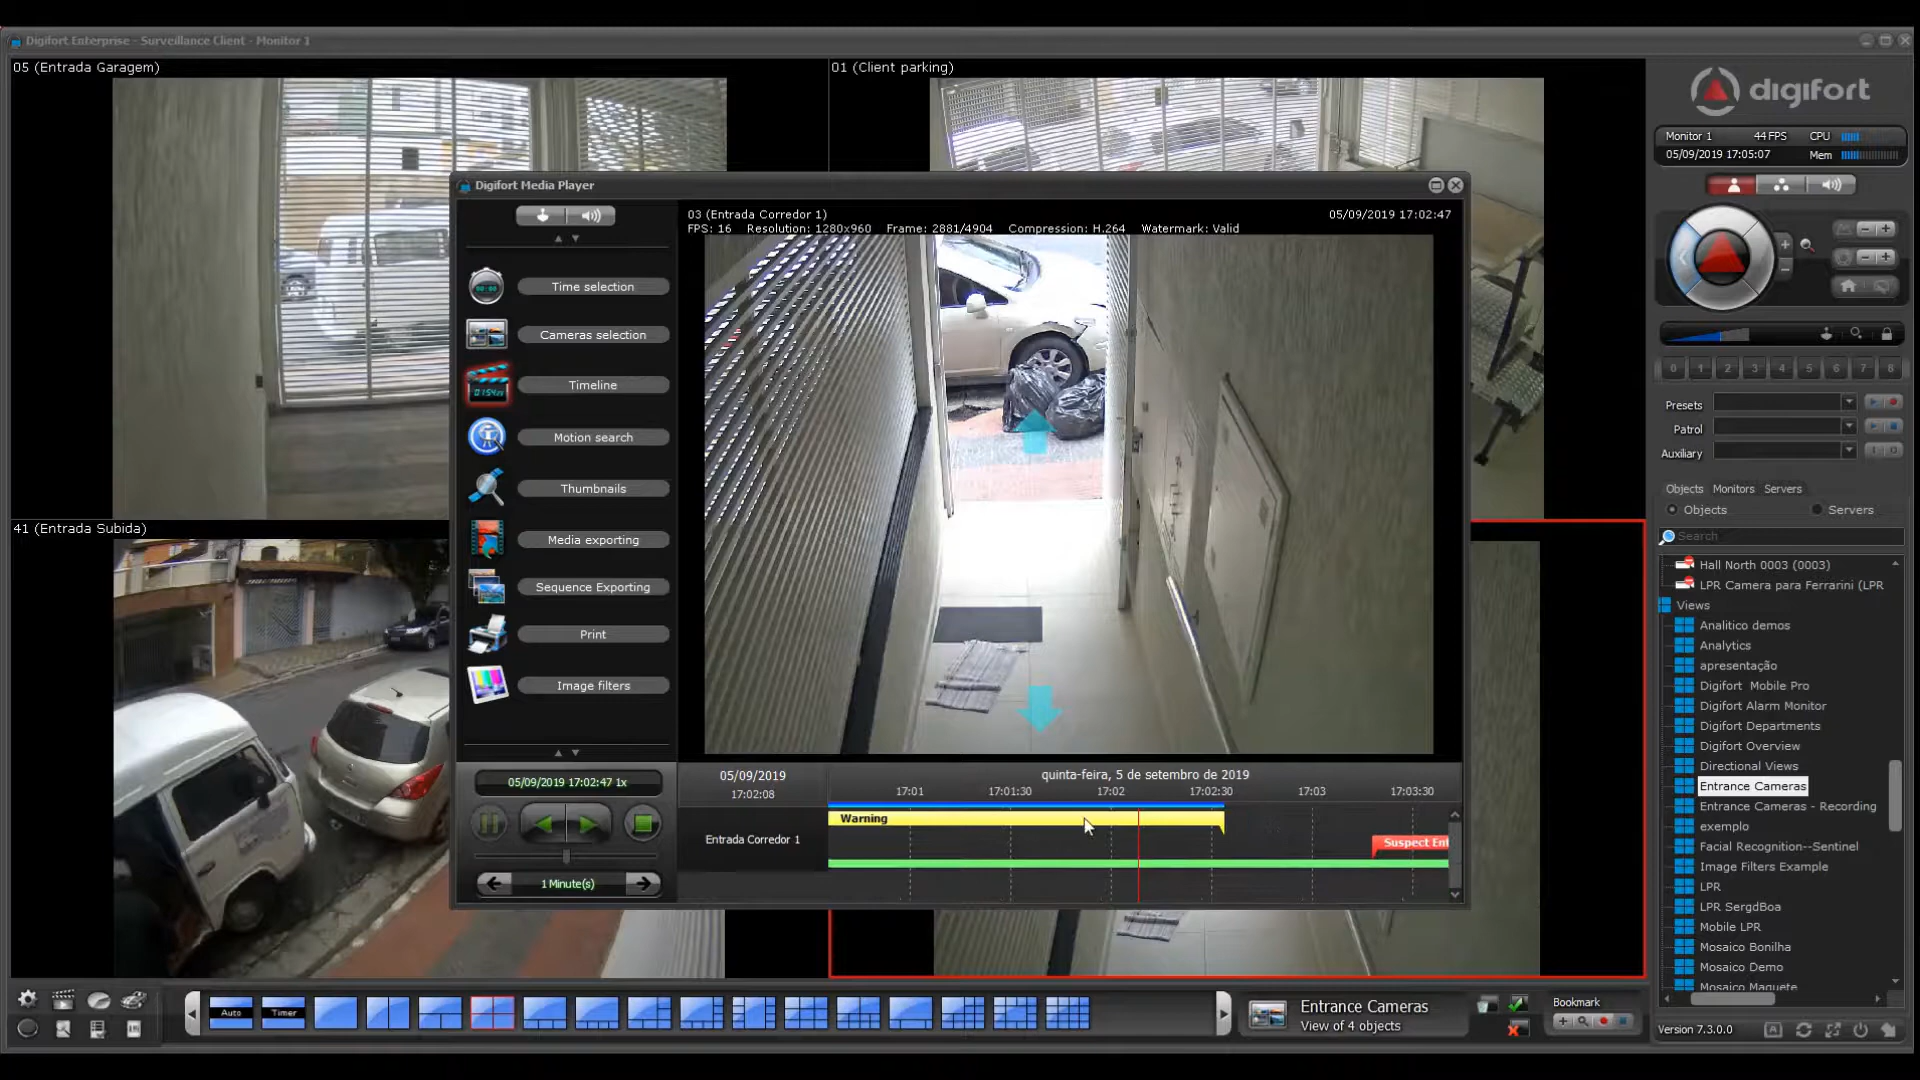 Digifort Enterprise - Surveillance Client - Monitor 1
05 (Entrada Garagem)
01 (Client parking)
41 (Entrada Subida)
Digifort Media Player
Time selection
Cameras selection
Timeline
Motion search
Thumbnails
Media exporting
Sequence Exporting
Print
Image filters
03 (Entrada Corredor 1)
05/09/2019 17:02:47
FPS: 16 Resolution: 1280x960 Frame: 2881/4904 Compression: H.264 Watermark: Valid
05/09/2019 17:02:47 1x
1 Minute(s)
05/09/2019
17:02:08
quinta-feira, 5 de setembro de 2019
17:01 17:01:30 17:02 17:02:30 17:03 17:03:30
Warning
Entrada Corredor 1
Suspect Ent
digifort
Monitor 1 44 FPS CPU
05/09/2019 17:05:07 Mem
0 1 2 3 4 5 6 7 8
Presets
Patrol
Auxiliary
Objects Monitors Servers
Objects Servers
Search
Hall North 0003 (0003)
LPR Camera para Ferrarini (LPR
Views
Analitico demos
Analytics
apresentação
Digifort Mobile Pro
Digifort Alarm Monitor
Digifort Departments
Digifort Overview
Directional Views
Entrance Cameras
Entrance Cameras - Recording
exemplo
Facial Recognition--Sentinel
Image Filters Example
LPR
LPR SergdBoa
Mobile LPR
Mosaico Bonilha
Mosaico Demo
Mosaico Maquete
Auto
Timer
Entrance Cameras
View of 4 objects
Bookmark
Version 7.3.0.0